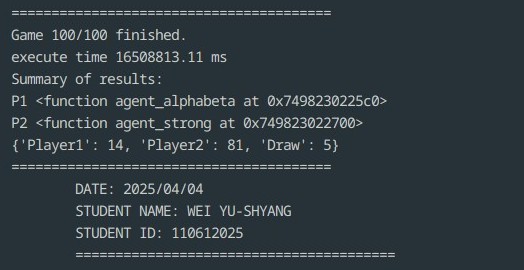 ========================================
Game 100/100 finished.
execute time 16508813.11 ms
Summary of results:
P1 <function agent_alphabeta at 0x7498230225c0>
P2 <function agent_strong at 0x749823022700>
{'Player1': 14, 'Player2': 81, 'Draw': 5}
========================================
DATE: 2025/04/04
STUDENT NAME: WEI YU-SHYANG
STUDENT ID: 110612025
========================================